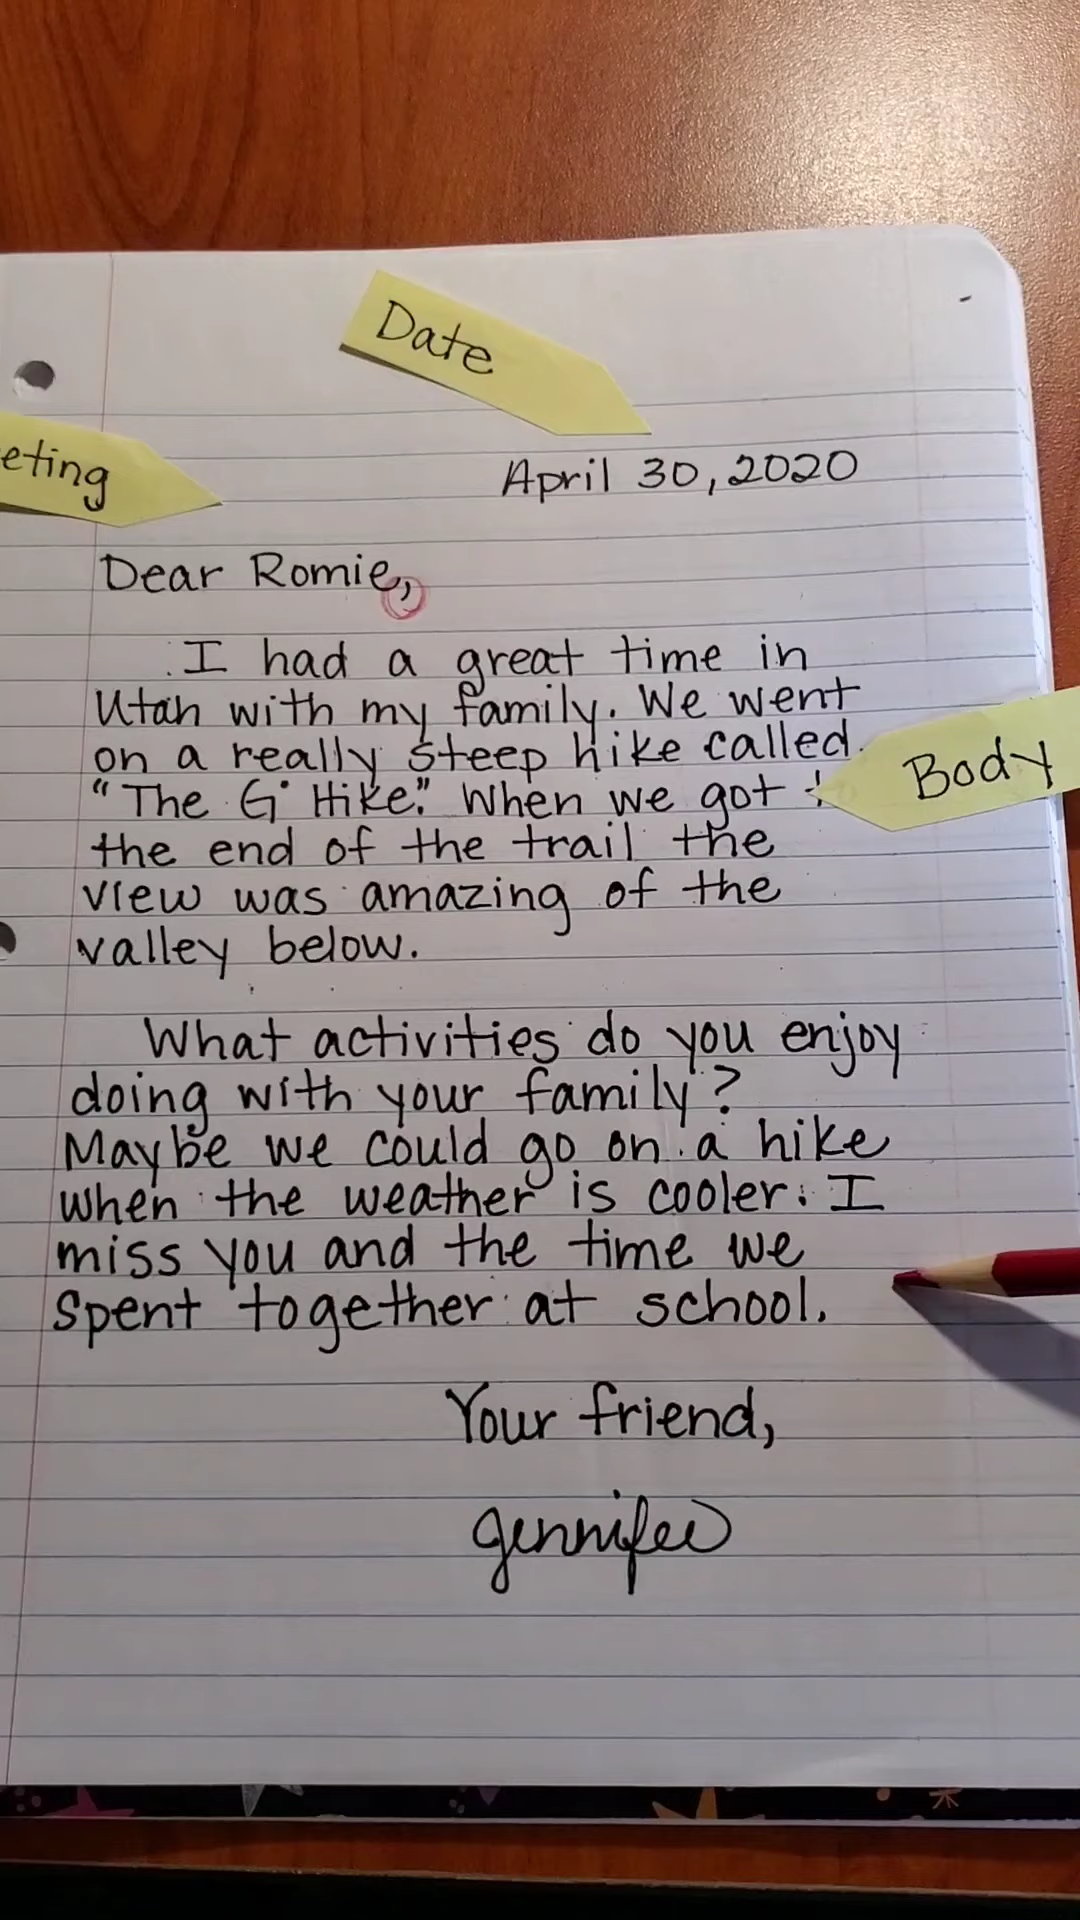 Date
eting
April 30, 2020
Dear Romie,
I had a great time in
Utah with my family. We went
on a really steep hike called
"The G Hike." When we got
Body
the end of the trail the
view was amazing of the
valley below.
What activities do you enjoy
doing with your family?
Maybe we could go on a hike
when the weather is cooler. I
miss you and the time we
spent together at school.
Your friend,
Jennifer